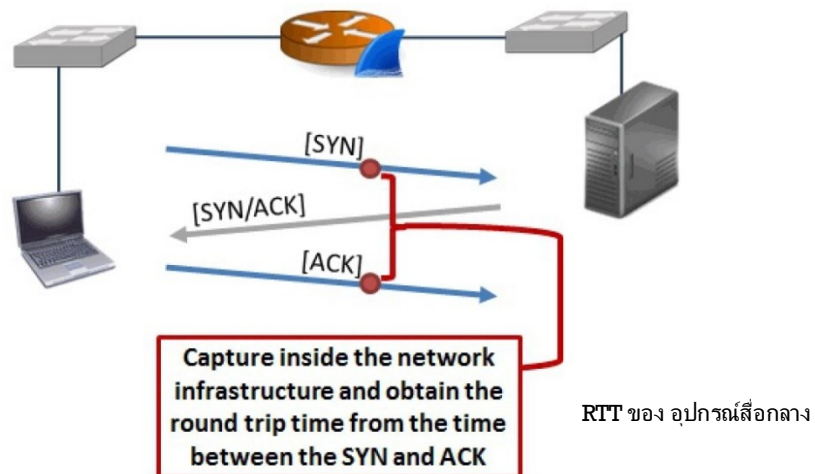 [SYN]
[SYN/ACK]
[ACK]
Capture inside the network
infrastructure and obtain the
round trip time from the time
between the SYN and ACK
RTT ของ อุปกรณ์สื่อกลาง